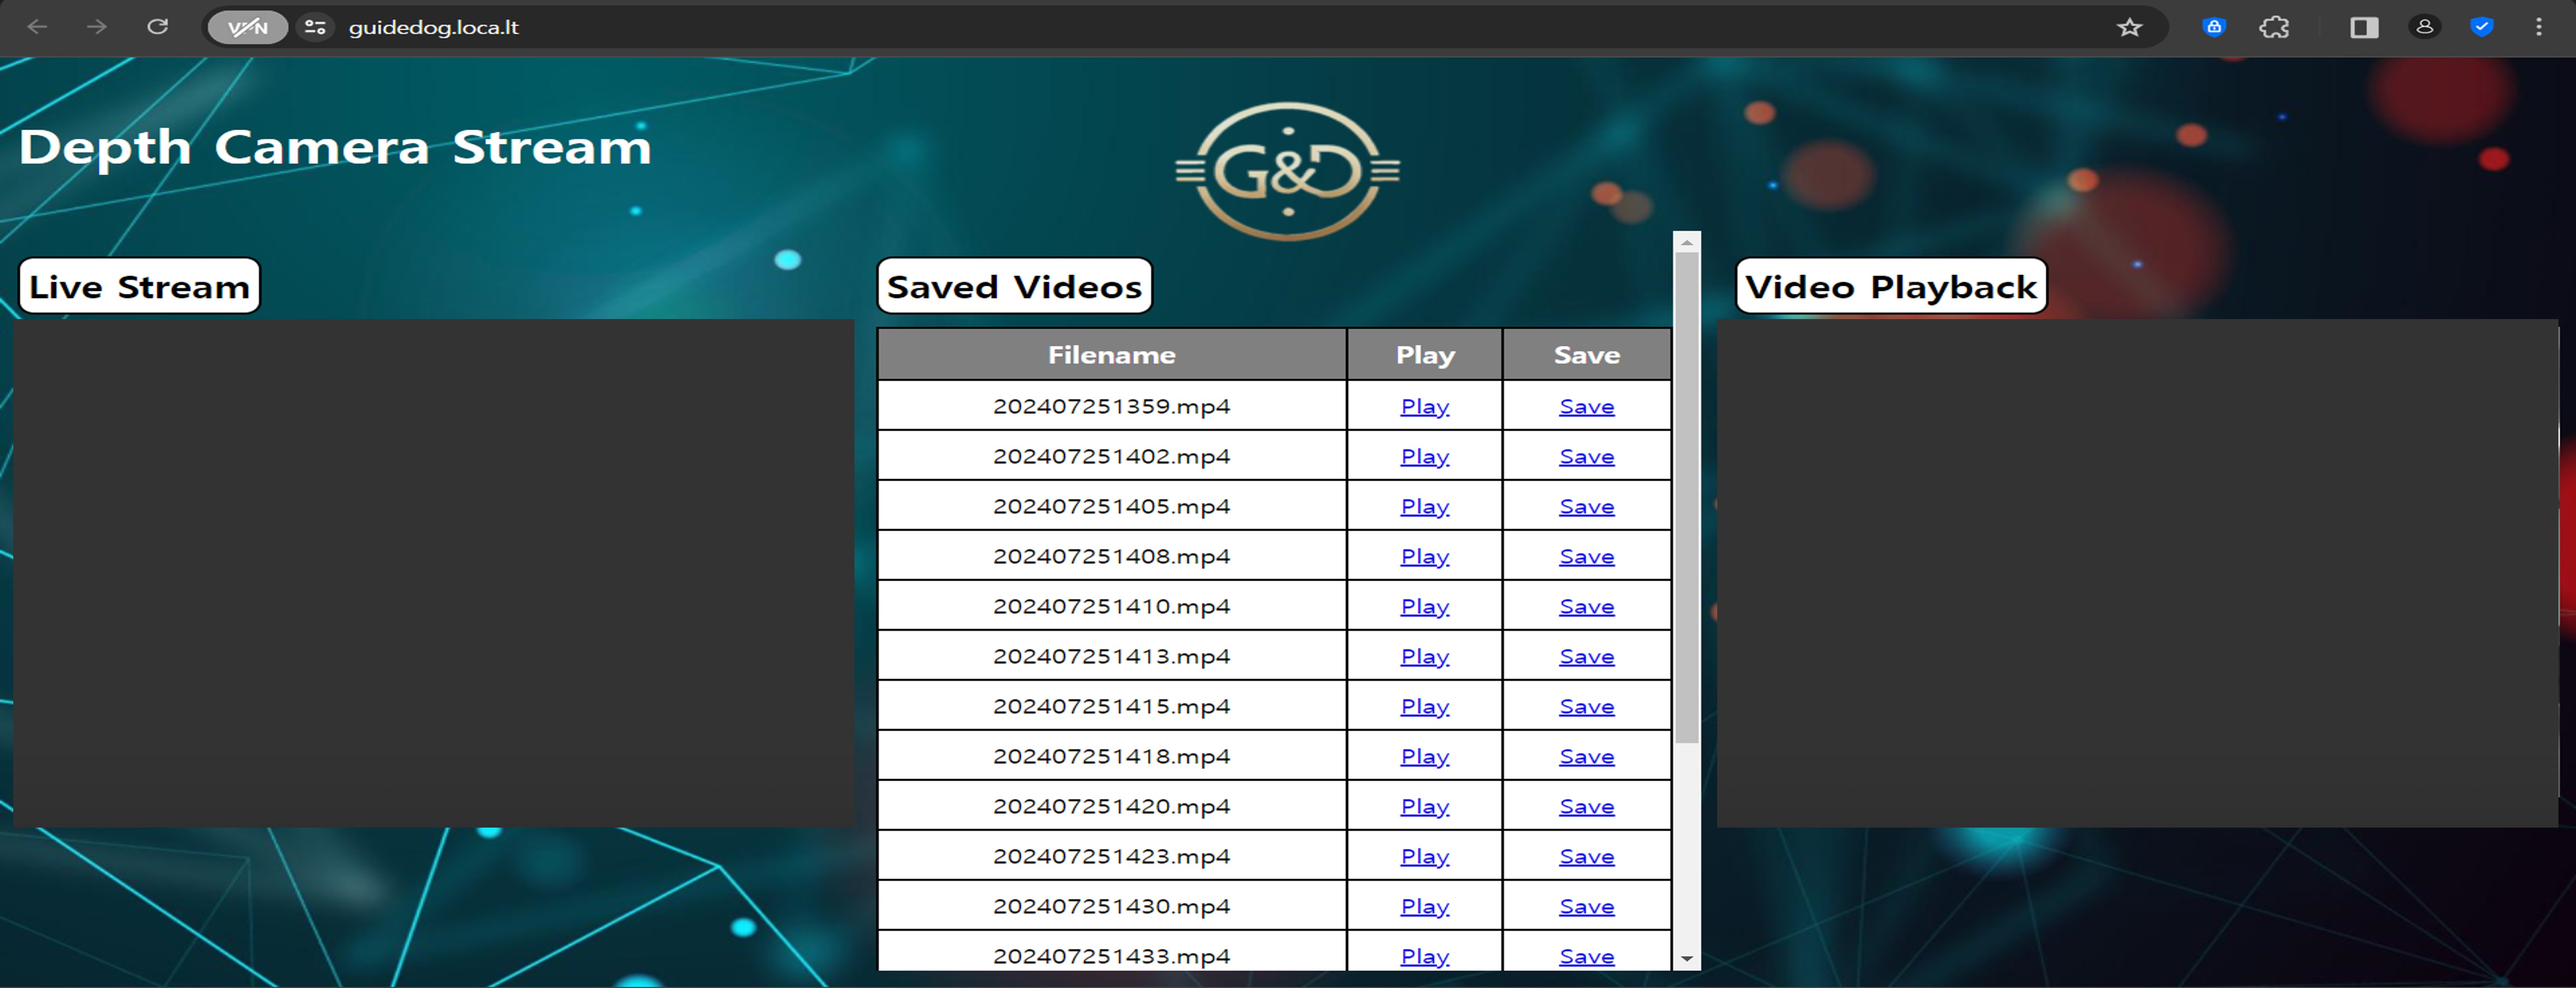 VPN guidedog.loca.lt
Depth Camera Stream
G&D
Live Stream
Saved Videos
Filename Play Save
202407251359.mp4 Play Save
202407251402.mp4 Play Save
202407251405.mp4 Play Save
202407251408.mp4 Play Save
202407251410.mp4 Play Save
202407251413.mp4 Play Save
202407251415.mp4 Play Save
202407251418.mp4 Play Save
202407251420.mp4 Play Save
202407251423.mp4 Play Save
202407251430.mp4 Play Save
202407251433.mp4 Play Save
Video Playback